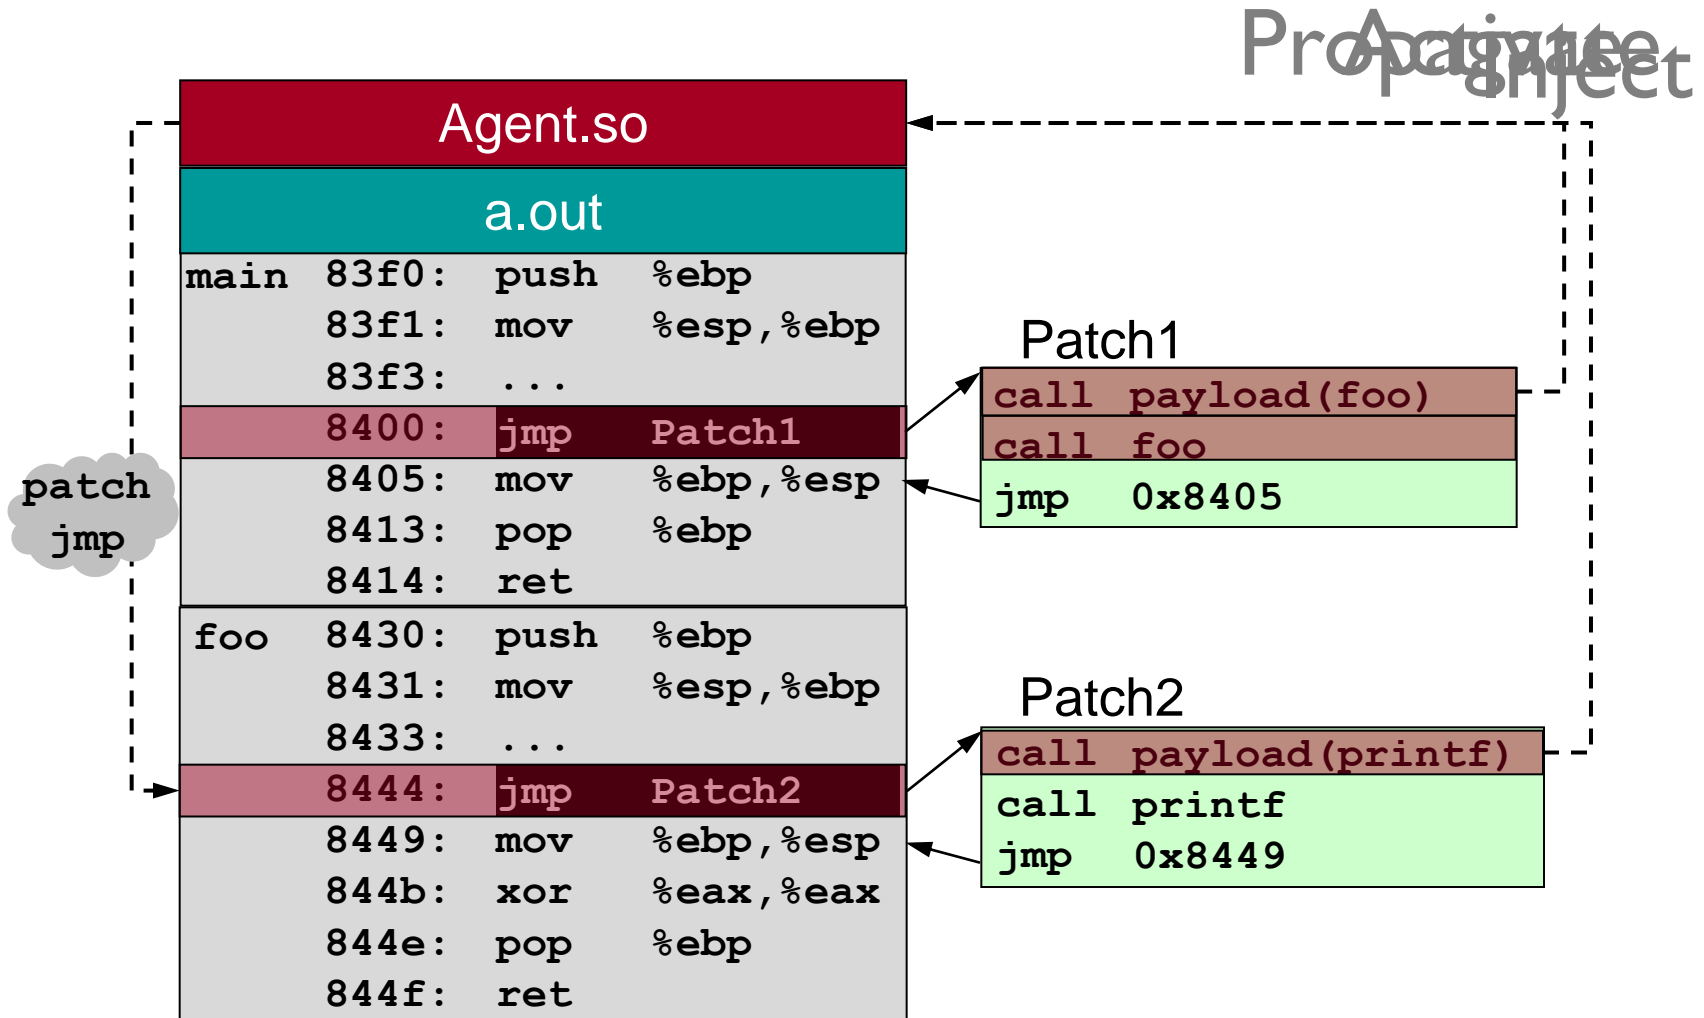 Propagate
Activate
Inject
Agent.so
a.out
main 83f0: push %ebp
83f1: mov %esp,%ebp
83f3: ...
8400: jmp Patch1
8405: mov %ebp,%esp
8413: pop %ebp
8414: ret
foo 8430: push %ebp
8431: mov %esp,%ebp
8433: ...
8444: jmp Patch2
8449: mov %ebp,%esp
844b: xor %eax,%eax
844e: pop %ebp
844f: ret
patch
jmp
Patch1
call payload(foo)
call foo
jmp 0x8405
Patch2
call payload(printf)
call printf
jmp 0x8449